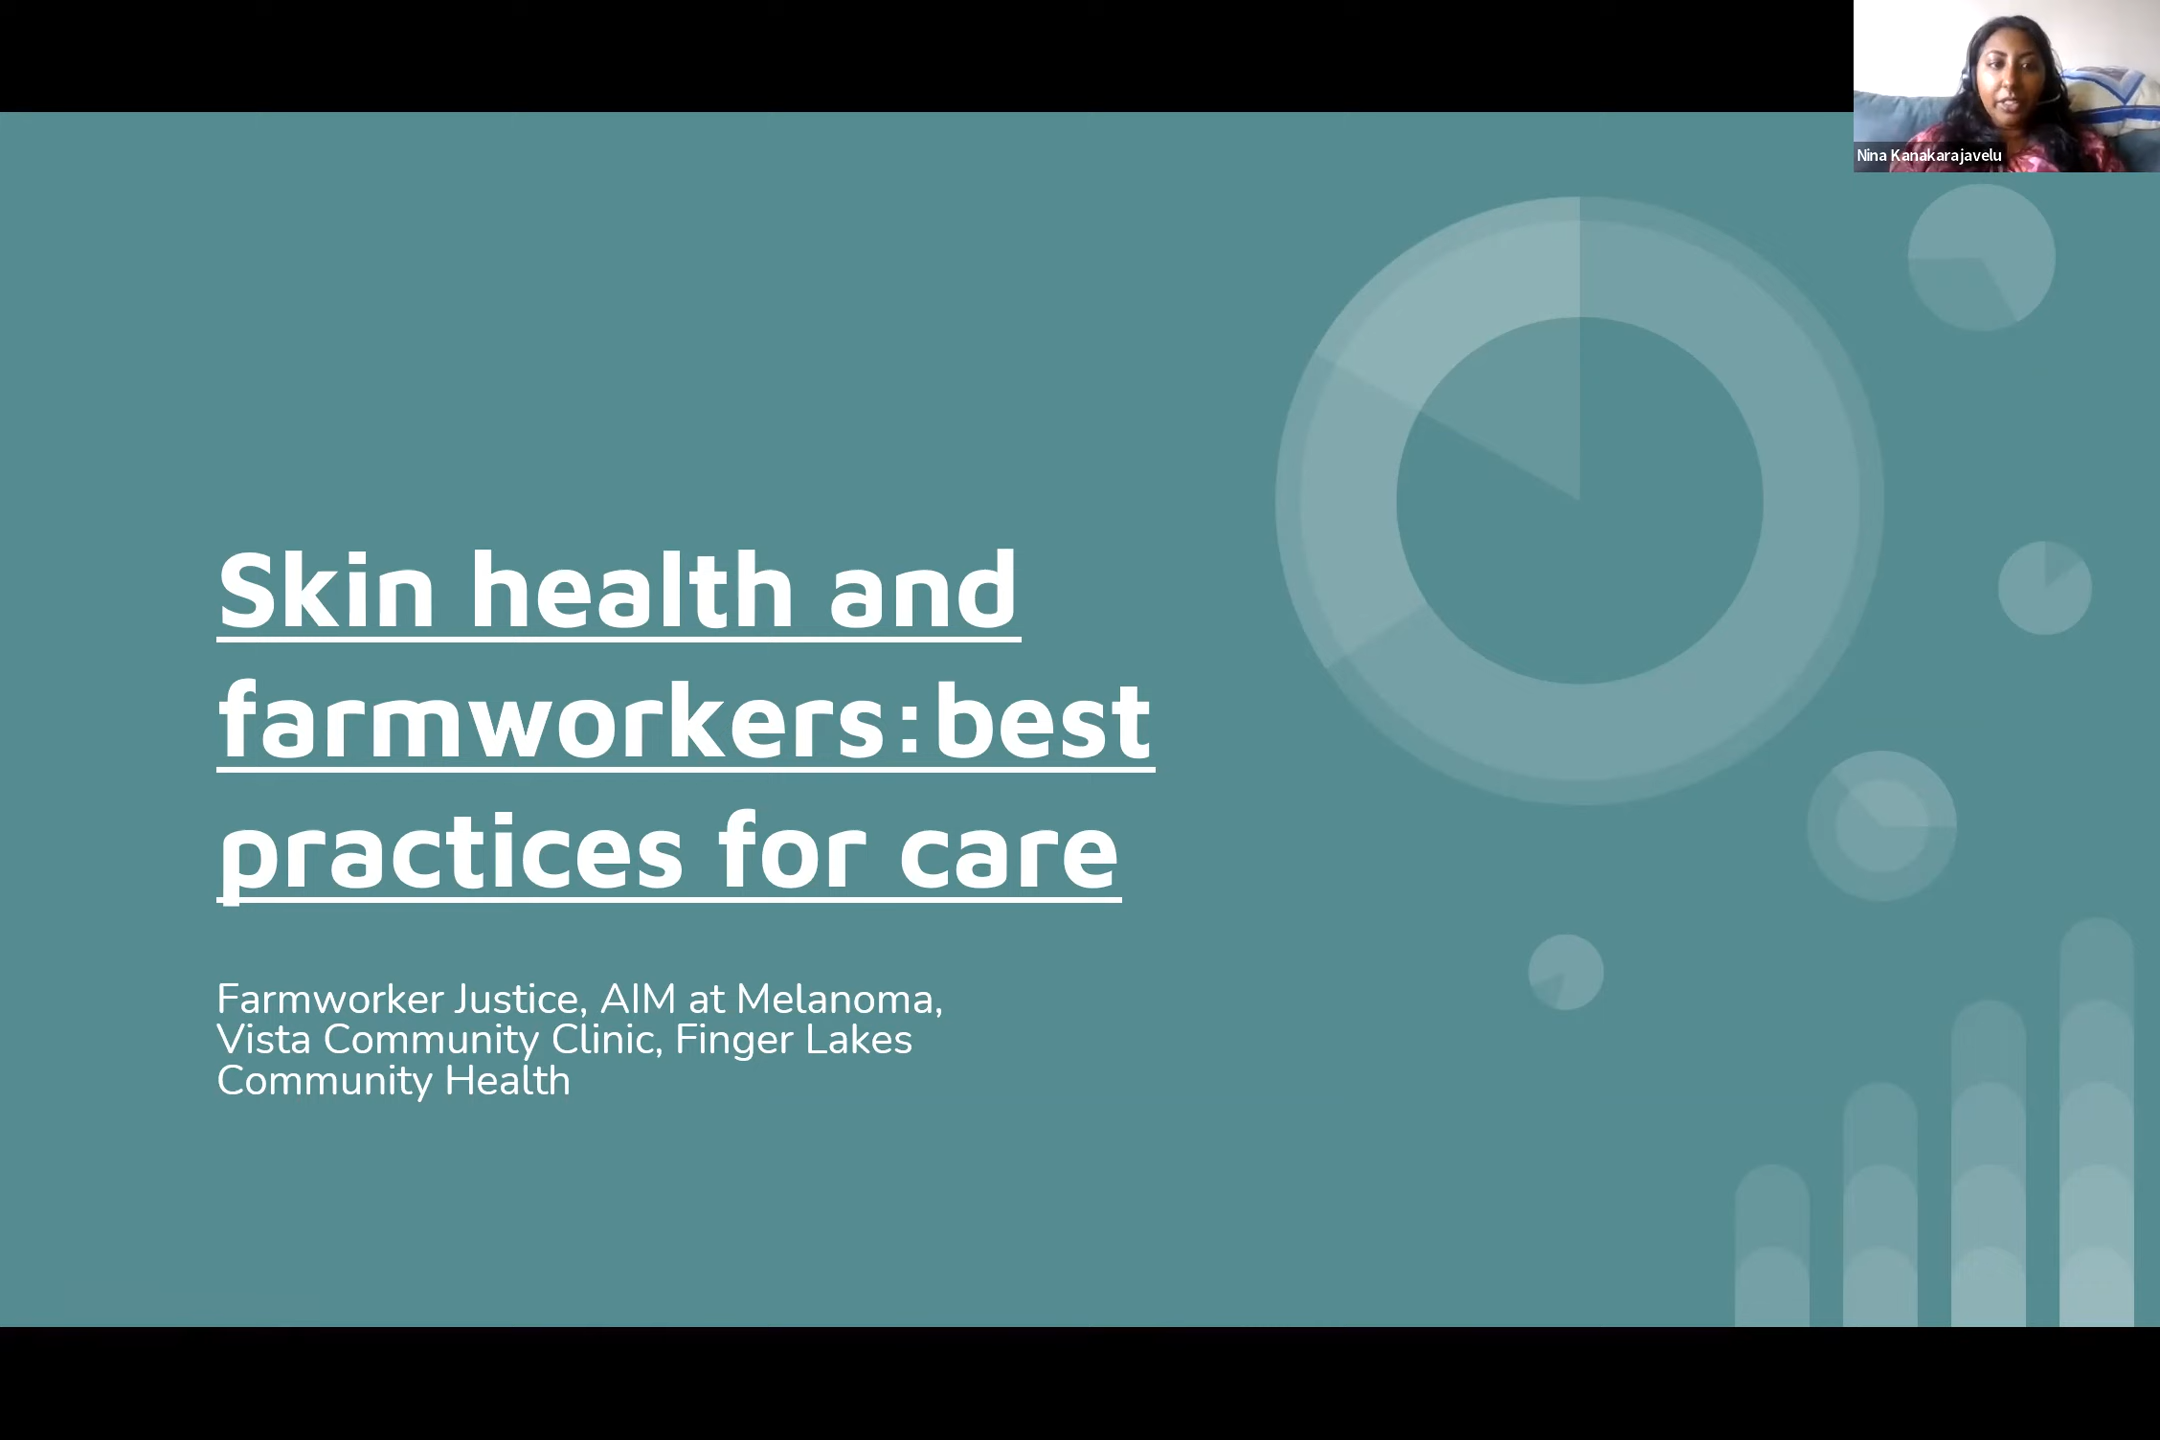 Nina Kanakarajavelu
Skin health and
farmworkers:best
practices for care
Farmworker Justice, AIM at Melanoma,
Vista Community Clinic, Finger Lakes
Community Health